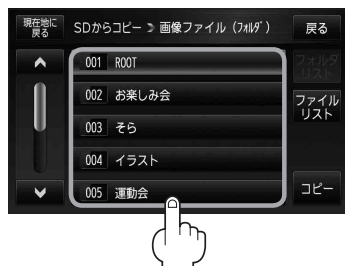 現在地に
戻る
SDからコピー 画像ファイル（ﾌｫﾙﾀﾞ）
戻る
001 ROOT
002 お楽しみ会
003 そら
004 イラスト
005 運動会
フォルダ
リスト
ファイル
リスト
コピー